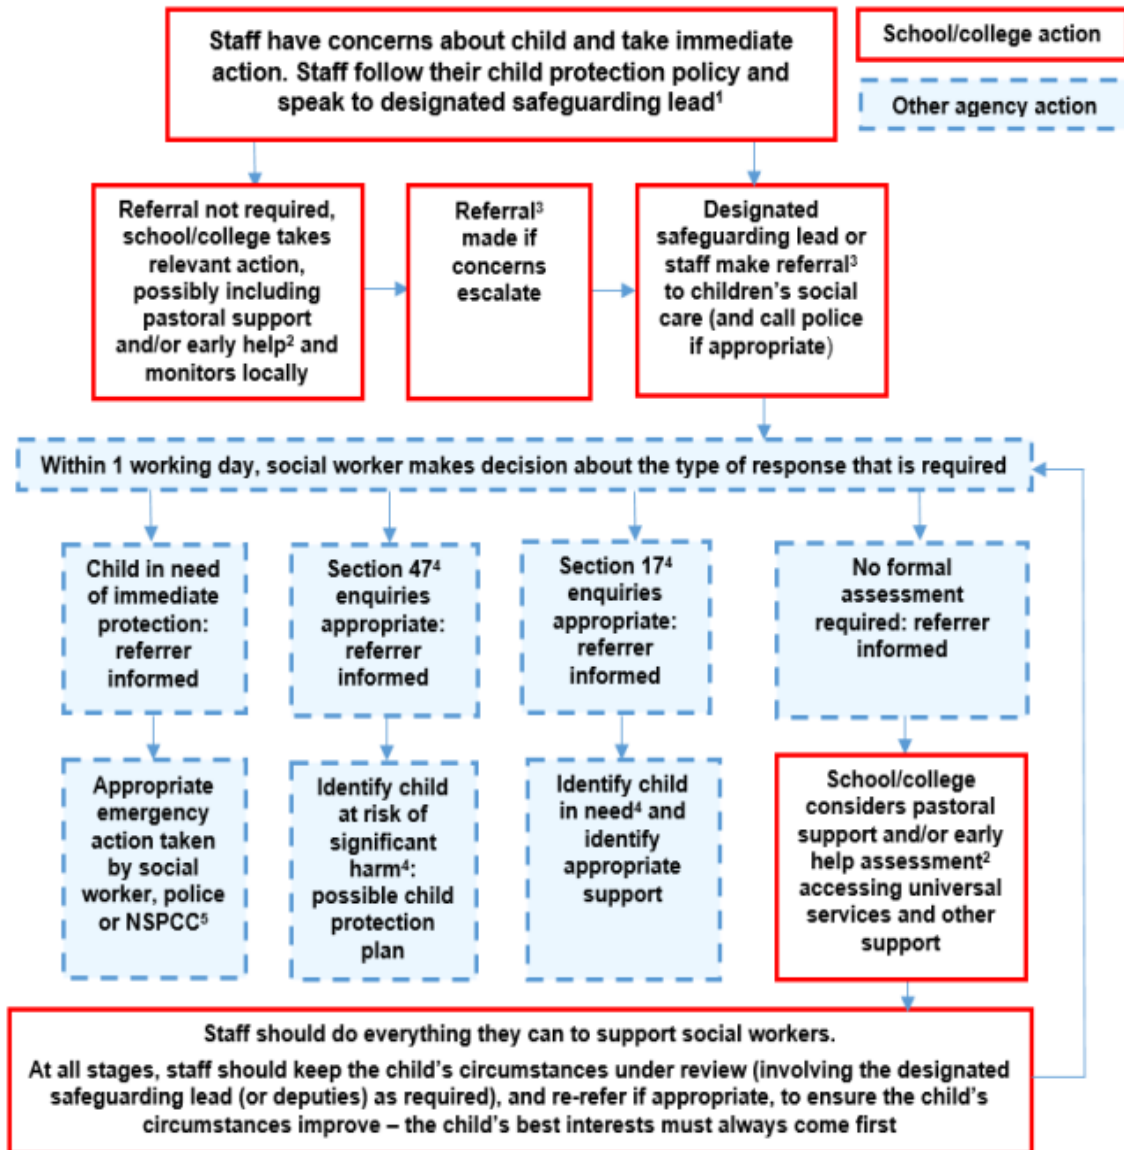 Staff have concerns about child and take immediate
action. Staff follow their child protection policy and
speak to designated safeguarding lead¹
School/college action
Other agency action
Referral not required,
school/college takes
relevant action,
possibly including
pastoral support
and/or early help² and
monitors locally
Referral³
made if
concerns
escalate
Designated
safeguarding lead or
staff make referral³
to children’s social
care (and call police
if appropriate)
Within 1 working day, social worker makes decision about the type of response that is required
Child in need
of immediate
protection:
referrer
informed
Section 47⁴
enquiries
appropriate:
referrer
informed
Section 17⁴
enquiries
appropriate:
referrer
informed
No formal
assessment
required: referrer
informed
Appropriate
emergency
action taken
by social
worker, police
or NSPCC⁵
Identify child
at risk of
significant
harm⁴:
possible child
protection
plan
Identify child
in need⁴ and
identify
appropriate
support
School/college
considers pastoral
support and/or early
help assessment²
accessing universal
services and other
support
Staff should do everything they can to support social workers.
At all stages, staff should keep the child’s circumstances under review (involving the designated
safeguarding lead (or deputies) as required), and re-refer if appropriate, to ensure the child’s
circumstances improve – the child’s best interests must always come first